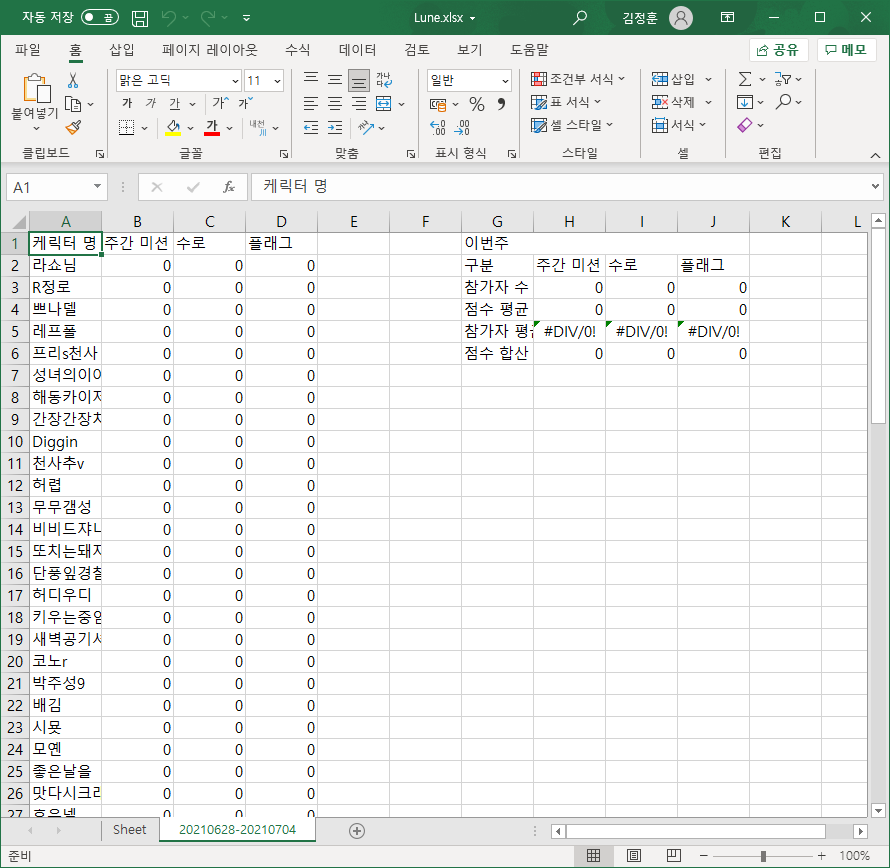 자동 저장 끔 Lune.xlsx 김정훈
파일 홈 삽입 페이지 레이아웃 수식 데이터 검토 보기 도움말 공유 메모
붙여넣기 맑은 고딕 11 가 가 가 가 가 가 내천 가나다 일반 % 조건부 서식 표 서식 셀 스타일 삽입 삭제 서식
클립보드 글꼴 맞춤 표시 형식 스타일 셀 편집
A1 fx 케릭터 명
A B C D E F G H I J K L
1 케릭터 명 주간 미션 수로 플래그 이번주
2 라쇼님 0 0 0 구분 주간 미션 수로 플래그
3 R정로 0 0 0 참가자 수 0 0 0
4 쁘나델 0 0 0 점수 평균 0 0 0
5 레프폴 0 0 0 참가자 평균 #DIV/0! #DIV/0! #DIV/0!
6 프리s천사 0 0 0 점수 합산 0 0 0
7 성녀의이 0 0 0
8 해동카이 0 0 0
9 간장간장 0 0 0
10 Diggin 0 0 0
11 천사추v 0 0 0
12 허렵 0 0 0
13 무무갬성 0 0 0
14 비비드쟈 0 0 0
15 또치는돼지 0 0 0
16 단풍잎경찰 0 0 0
17 허디우디 0 0 0
18 키우는중 0 0 0
19 새벽공기 0 0 0
20 코노r 0 0 0
21 박주성9 0 0 0
22 배김 0 0 0
23 시묫 0 0 0
24 모옌 0 0 0
25 좋은날을 0 0 0
26 맛다시크리 0 0 0
27 0 0 0
Sheet 20210628-20210704
준비 100%